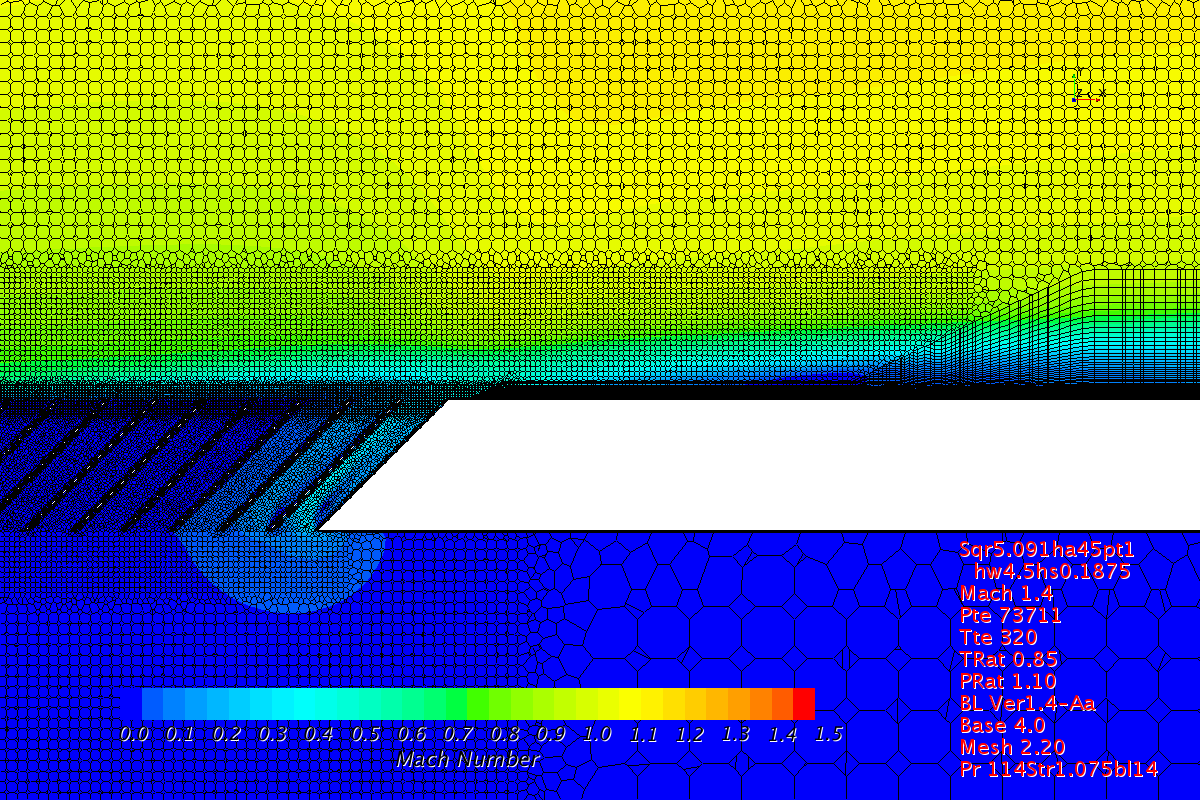 Y
Z X
Sqr5.091ha45pt1
hw4.5hs0.1875
Mach 1.4
Pte 73711
Tte 320
TRat 0.85
PRat 1.10
BL Ver1.4-Aa
Base 4.0
Mesh 2.20
Pr 114Str1.075bl14
0.0 0.1 0.2 0.3 0.4 0.5 0.6 0.7 0.8 0.9 1.0 1.1 1.2 1.3 1.4 1.5
Mach Number